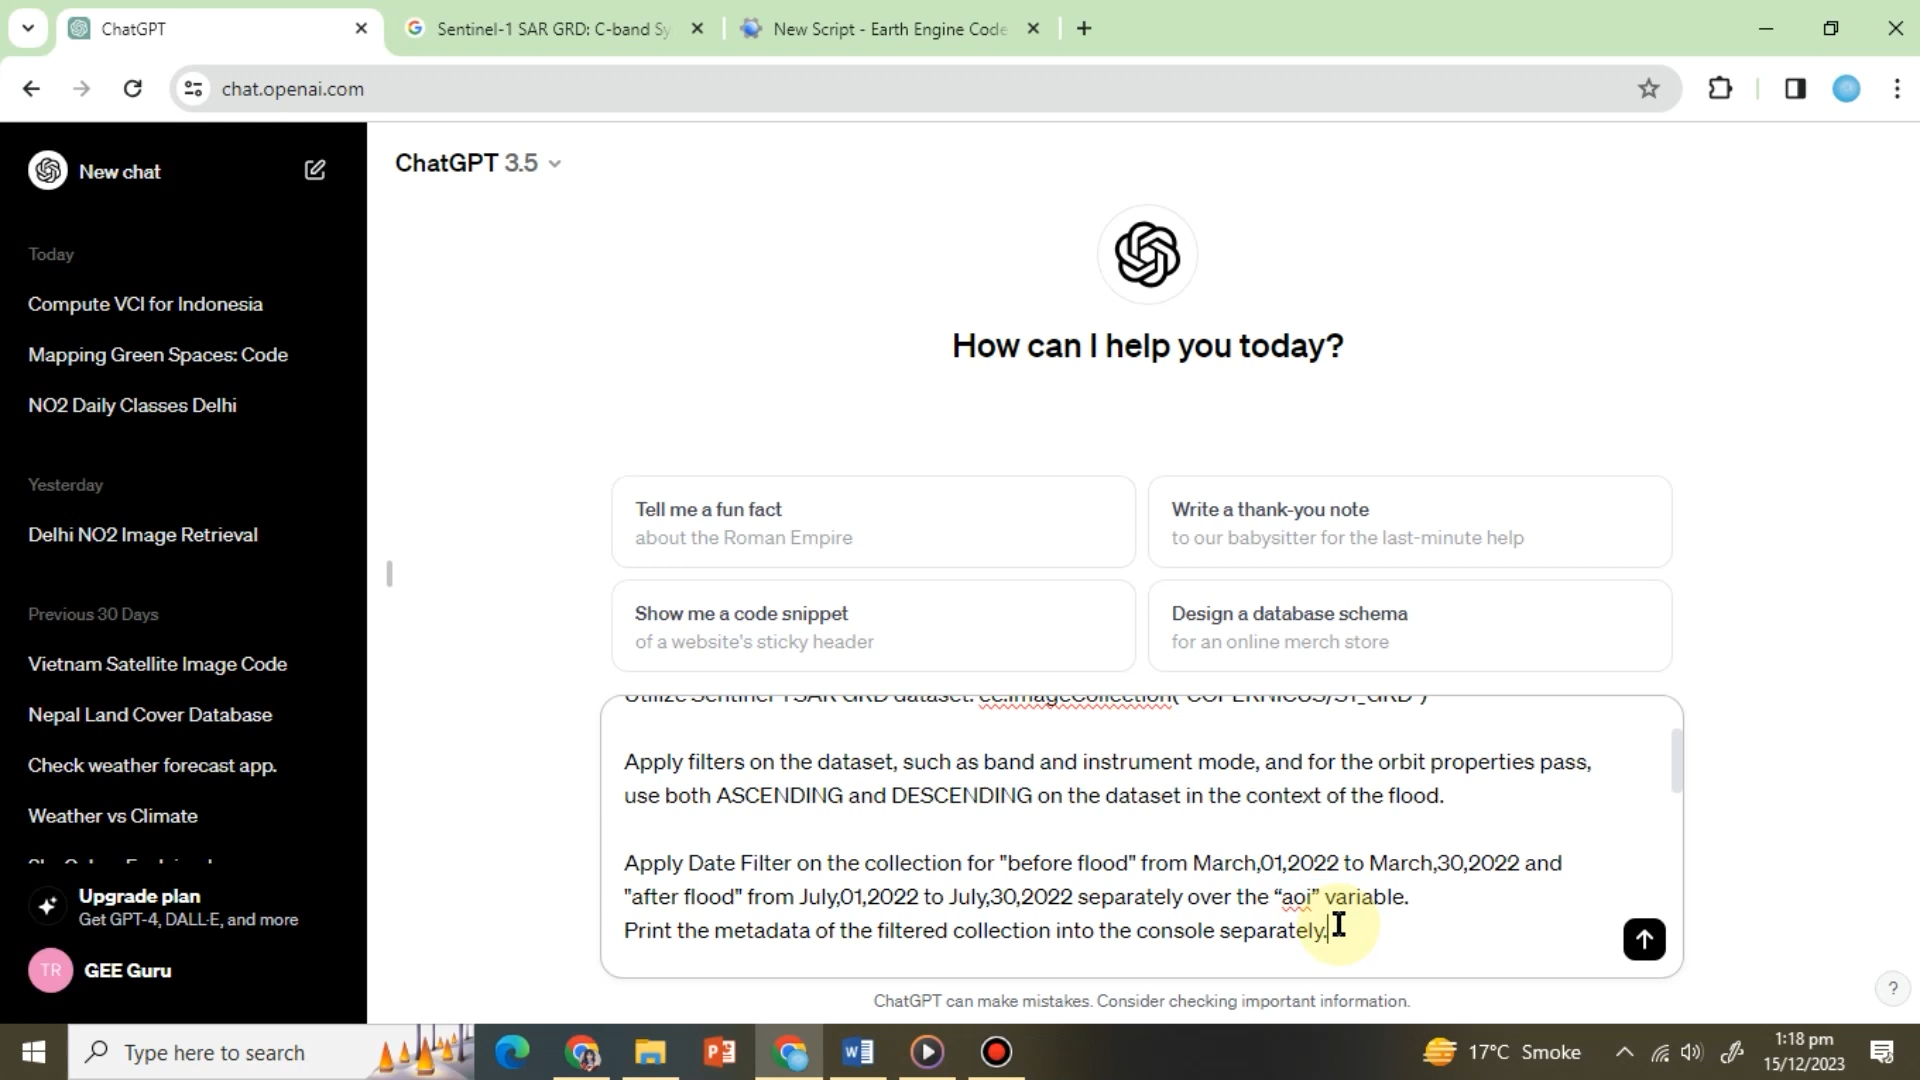 ChatGPT
Sentinel-1 SAR GRD: C-band Sy
New Script - Earth Engine Code
chat.openai.com
New chat
ChatGPT 3.5
Today
Compute VCI for Indonesia
Mapping Green Spaces: Code
NO2 Daily Classes Delhi
Yesterday
Delhi NO2 Image Retrieval
Previous 30 Days
Vietnam Satellite Image Code
Nepal Land Cover Database
Check weather forecast app.
Weather vs Climate
Upgrade plan
Get GPT-4, DALL·E, and more
TR
GEE Guru
How can I help you today?
Tell me a fun fact
about the Roman Empire
Write a thank-you note
to our babysitter for the last-minute help
Show me a code snippet
of a website's sticky header
Design a database schema
for an online merch store
Utilize Sentinel-1 SAR GRD dataset: ee.ImageCollection("COPERNICUS/S1_GRD")
Apply filters on the dataset, such as band and instrument mode, and for the orbit properties pass,
use both ASCENDING and DESCENDING on the dataset in the context of the flood.
Apply Date Filter on the collection for "before flood" from March,01,2022 to March,30,2022 and
"after flood" from July,01,2022 to July,30,2022 separately over the “aoi” variable.
Print the metadata of the filtered collection into the console separately.
ChatGPT can make mistakes. Consider checking important information.
?
Type here to search
17°C Smoke
1:18 pm
15/12/2023